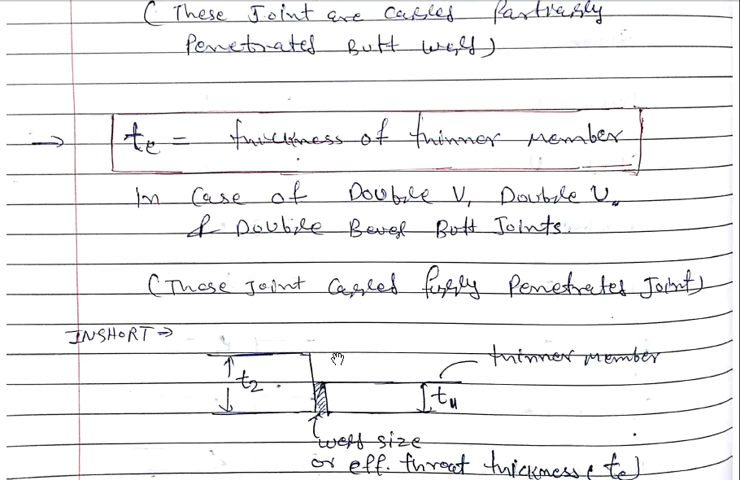 (These Joint are Called Partially
Penetrated Butt Weld)
→ te = thickness of thinner member
In Case of Double V, Double U.
& Double Bevel Butt Joints.
(These Joint Called fully Penetrated Joint)
INSHORT →
t2
thinner member
t1
weld size
or eff. throat thickness (te)